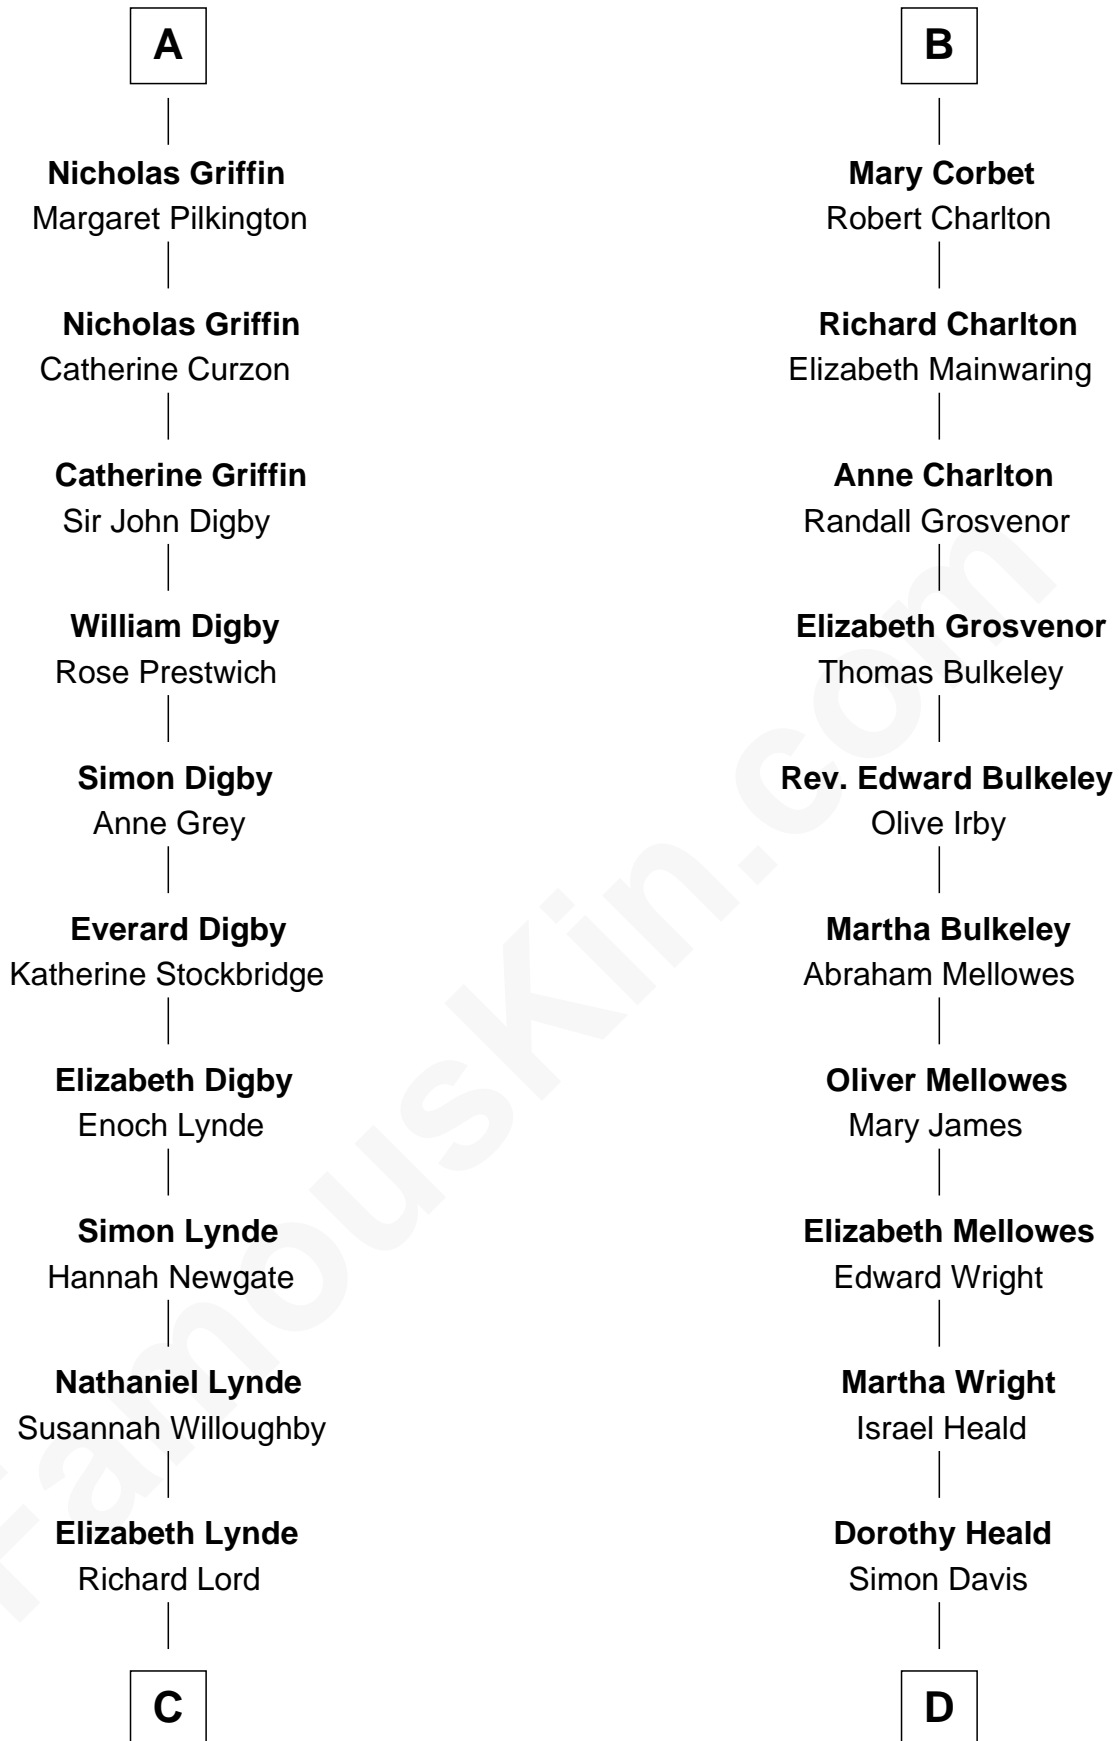 A
Nicholas Griffin
Margaret Pilkington
Nicholas Griffin
Catherine Curzon
Catherine Griffin
Sir John Digby
William Digby
Rose Prestwich
Simon Digby
Anne Grey
Everard Digby
Katherine Stockbridge
Elizabeth Digby
Enoch Lynde
Simon Lynde
Hannah Newgate
Nathaniel Lynde
Susannah Willoughby
Elizabeth Lynde
Richard Lord
C
B
Mary Corbet
Robert Charlton
Richard Charlton
Elizabeth Mainwaring
Anne Charlton
Randall Grosvenor
Elizabeth Grosvenor
Thomas Bulkeley
Rev. Edward Bulkeley
Olive Irby
Martha Bulkeley
Abraham Mellowes
Oliver Mellowes
Mary James
Elizabeth Mellowes
Edward Wright
Martha Wright
Israel Heald
Dorothy Heald
Simon Davis
D
FamousKin.com